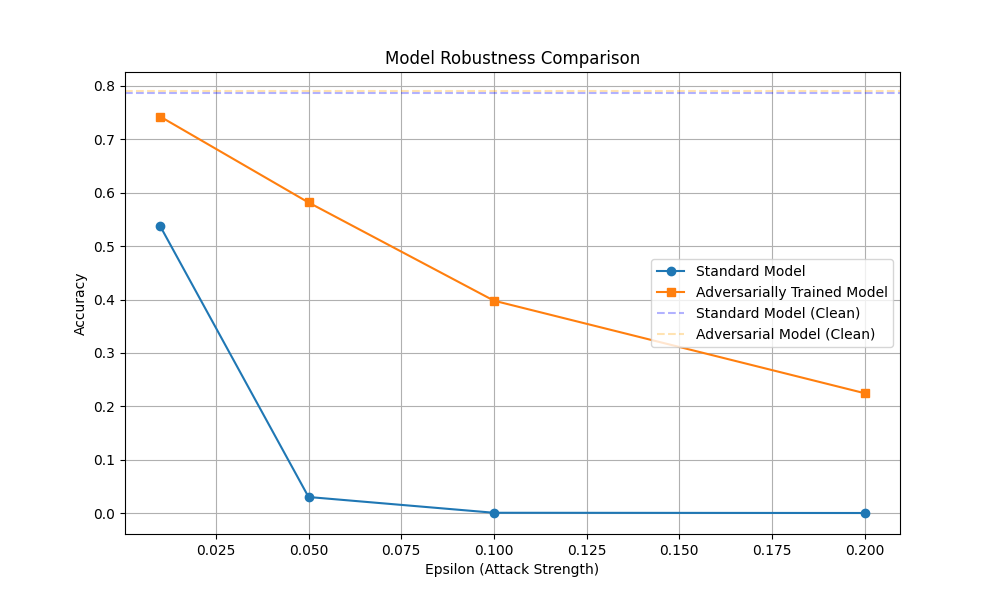 Model Robustness Comparison
0.8
0.7
0.6
0.5
0.4
0.3
0.2
0.1
0.0
Accuracy
Standard Model
Adversarially Trained Model
Standard Model (Clean)
Adversarial Model (Clean)
0.025 0.050 0.075 0.100 0.125 0.150 0.175 0.200
Epsilon (Attack Strength)